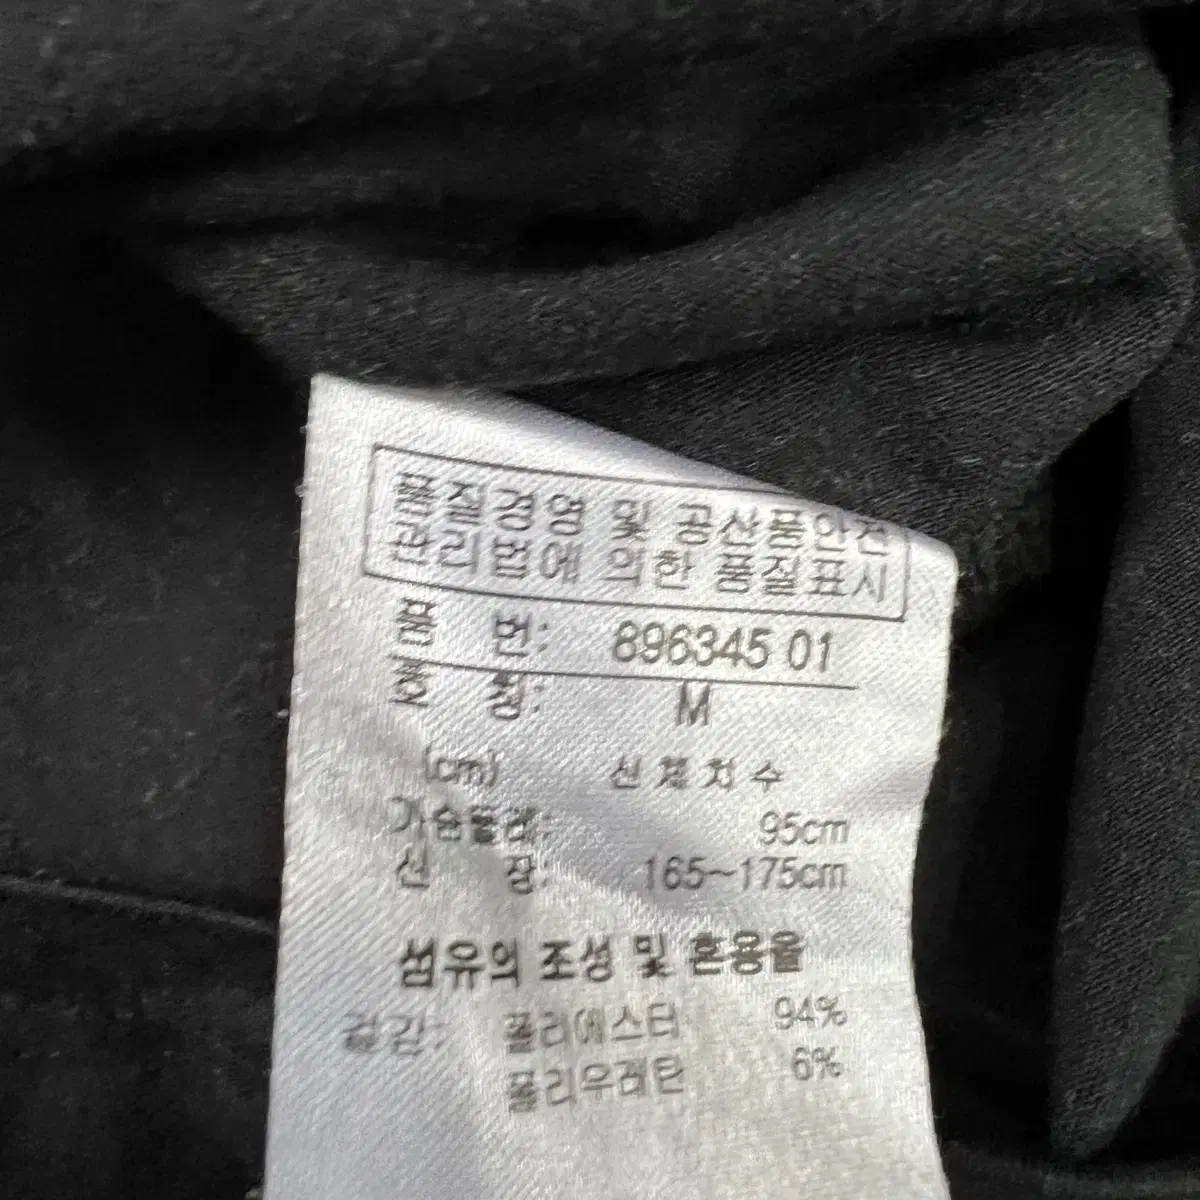 품질경영 및 공산품안전
관리법에 의한 품질표시
품 번: 896345 01
호 칭: M
(남자) 신체치수
가슴둘레: 95cm
신 장: 165~175cm
섬유의 조성 및 혼용율
겉감: 폴리에스터 94%
폴리우레탄 6%